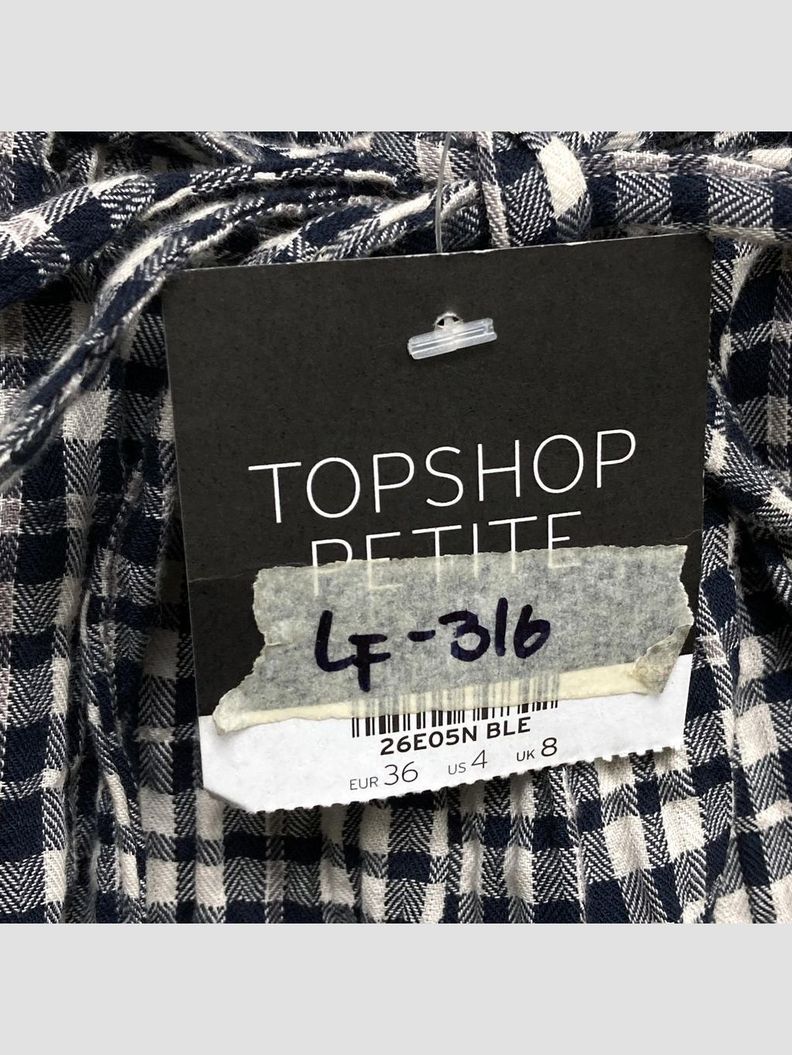 TOPSHOP
PETITE
LF-316
26E05N BLE
EUR 36 US 4 UK 8